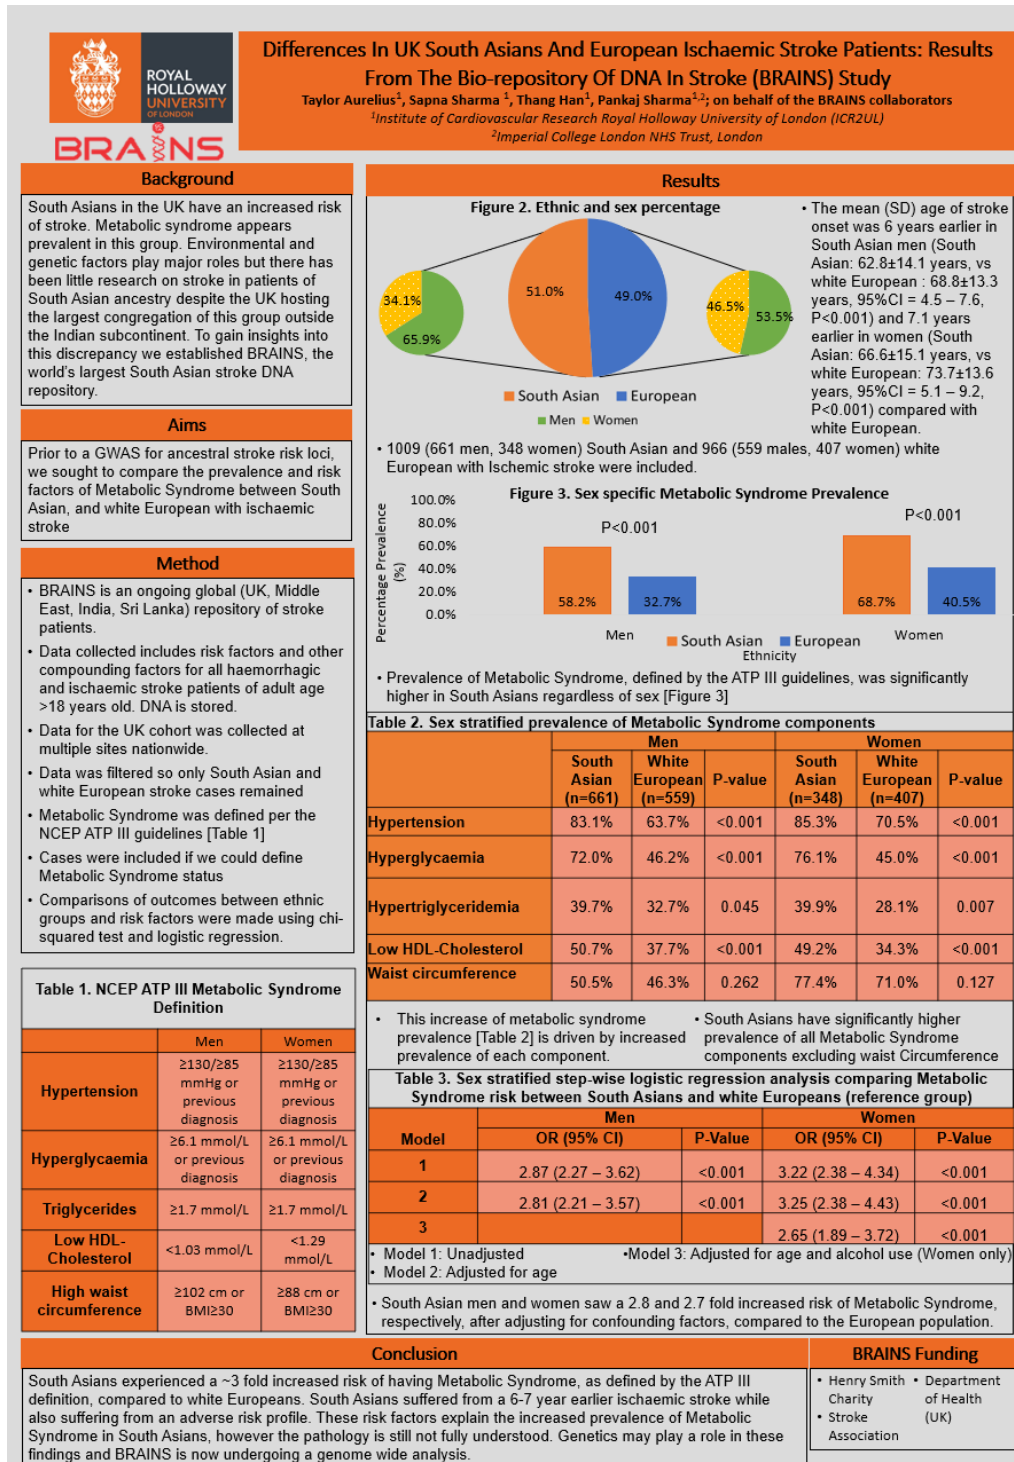 ROYAL
HOLLOWAY
UNIVERSITY
OF LONDON
BRAINS
Differences In UK South Asians And European Ischaemic Stroke Patients: Results
From The Bio-repository Of DNA In Stroke (BRAINS) Study
Taylor Aurelius1, Sapna Sharma 1, Thang Han1, Pankaj Sharma1,2; on behalf of the BRAINS collaborators
1Institute of Cardiovascular Research Royal Holloway University of London (ICR2UL)
2Imperial College London NHS Trust, London
Background
South Asians in the UK have an increased risk
of stroke. Metabolic syndrome appears
prevalent in this group. Environmental and
genetic factors play major roles but there has
been little research on stroke in patients of
South Asian ancestry despite the UK hosting
the largest congregation of this group outside
the Indian subcontinent. To gain insights into
this discrepancy we established BRAINS, the
world's largest South Asian stroke DNA
repository.
Aims
Prior to a GWAS for ancestral stroke risk loci,
we sought to compare the prevalence and risk
factors of Metabolic Syndrome between South
Asian, and white European with ischaemic
stroke
Method
• BRAINS is an ongoing global (UK, Middle
East, India, Sri Lanka) repository of stroke
patients.
• Data collected includes risk factors and other
compounding factors for all haemorrhagic
and ischaemic stroke patients of adult age
>18 years old. DNA is stored.
• Data for the UK cohort was collected at
multiple sites nationwide.
• Data was filtered so only South Asian and
white European stroke cases remained
• Metabolic Syndrome was defined per the
NCEP ATP III guidelines [Table 1]
• Cases were included if we could define
Metabolic Syndrome status
• Comparisons of outcomes between ethnic
groups and risk factors were made using chi-
squared test and logistic regression.
Table 1. NCEP ATP III Metabolic Syndrome
Definition
Men Women
Hypertension ≥130/≥85 mmHg or previous diagnosis ≥130/≥85 mmHg or previous diagnosis
Hyperglycaemia ≥6.1 mmol/L or previous diagnosis ≥6.1 mmol/L or previous diagnosis
Triglycerides ≥1.7 mmol/L ≥1.7 mmol/L
Low HDL-Cholesterol <1.03 mmol/L <1.29 mmol/L
High waist circumference ≥102 cm or BMI≥30 ≥88 cm or BMI≥30
Results
Figure 2. Ethnic and sex percentage
34.1%
65.9%
51.0%
49.0%
46.5%
53.5%
South Asian European
Men Women
• The mean (SD) age of stroke
onset was 6 years earlier in
South Asian men (South
Asian: 62.8±14.1 years, vs
white European : 68.8±13.3
years, 95%CI = 4.5 – 7.6,
P<0.001) and 7.1 years
earlier in women (South
Asian: 66.6±15.1 years, vs
white European: 73.7±13.6
years, 95%CI = 5.1 – 9.2,
P<0.001) compared with
white European.
• 1009 (661 men, 348 women) South Asian and 966 (559 males, 407 women) white
European with Ischemic stroke were included.
Figure 3. Sex specific Metabolic Syndrome Prevalence
Percentage Prevalence
(%)
100.0%
80.0%
60.0%
40.0%
20.0%
0.0%
P<0.001
P<0.001
58.2% 32.7% 68.7% 40.5%
Men South Asian European Women
Ethnicity
• Prevalence of Metabolic Syndrome, defined by the ATP III guidelines, was significantly
higher in South Asians regardless of sex [Figure 3]
Table 2. Sex stratified prevalence of Metabolic Syndrome components
Men Women
South Asian (n=661) White European (n=559) P-value South Asian (n=348) White European (n=407) P-value
Hypertension 83.1% 63.7% <0.001 85.3% 70.5% <0.001
Hyperglycaemia 72.0% 46.2% <0.001 76.1% 45.0% <0.001
Hypertriglyceridemia 39.7% 32.7% 0.045 39.9% 28.1% 0.007
Low HDL-Cholesterol 50.7% 37.7% <0.001 49.2% 34.3% <0.001
Waist circumference 50.5% 46.3% 0.262 77.4% 71.0% 0.127
• This increase of metabolic syndrome
prevalence [Table 2] is driven by increased
prevalence of each component.
• South Asians have significantly higher
prevalence of all Metabolic Syndrome
components excluding waist Circumference
Table 3. Sex stratified step-wise logistic regression analysis comparing Metabolic
Syndrome risk between South Asians and white Europeans (reference group)
Men Women
Model OR (95% CI) P-Value OR (95% CI) P-Value
1 2.87 (2.27 – 3.62) <0.001 3.22 (2.38 – 4.34) <0.001
2 2.81 (2.21 – 3.57) <0.001 3.25 (2.38 – 4.43) <0.001
3 2.65 (1.89 – 3.72) <0.001
• Model 1: Unadjusted •Model 3: Adjusted for age and alcohol use (Women only)
• Model 2: Adjusted for age
• South Asian men and women saw a 2.8 and 2.7 fold increased risk of Metabolic Syndrome,
respectively, after adjusting for confounding factors, compared to the European population.
Conclusion
South Asians experienced a ~3 fold increased risk of having Metabolic Syndrome, as defined by the ATP III
definition, compared to white Europeans. South Asians suffered from a 6-7 year earlier ischaemic stroke while
also suffering from an adverse risk profile. These risk factors explain the increased prevalence of Metabolic
Syndrome in South Asians, however the pathology is still not fully understood. Genetics may play a role in these
findings and BRAINS is now undergoing a genome wide analysis.
BRAINS Funding
• Henry Smith
Charity
• Stroke
Association
• Department
of Health
(UK)